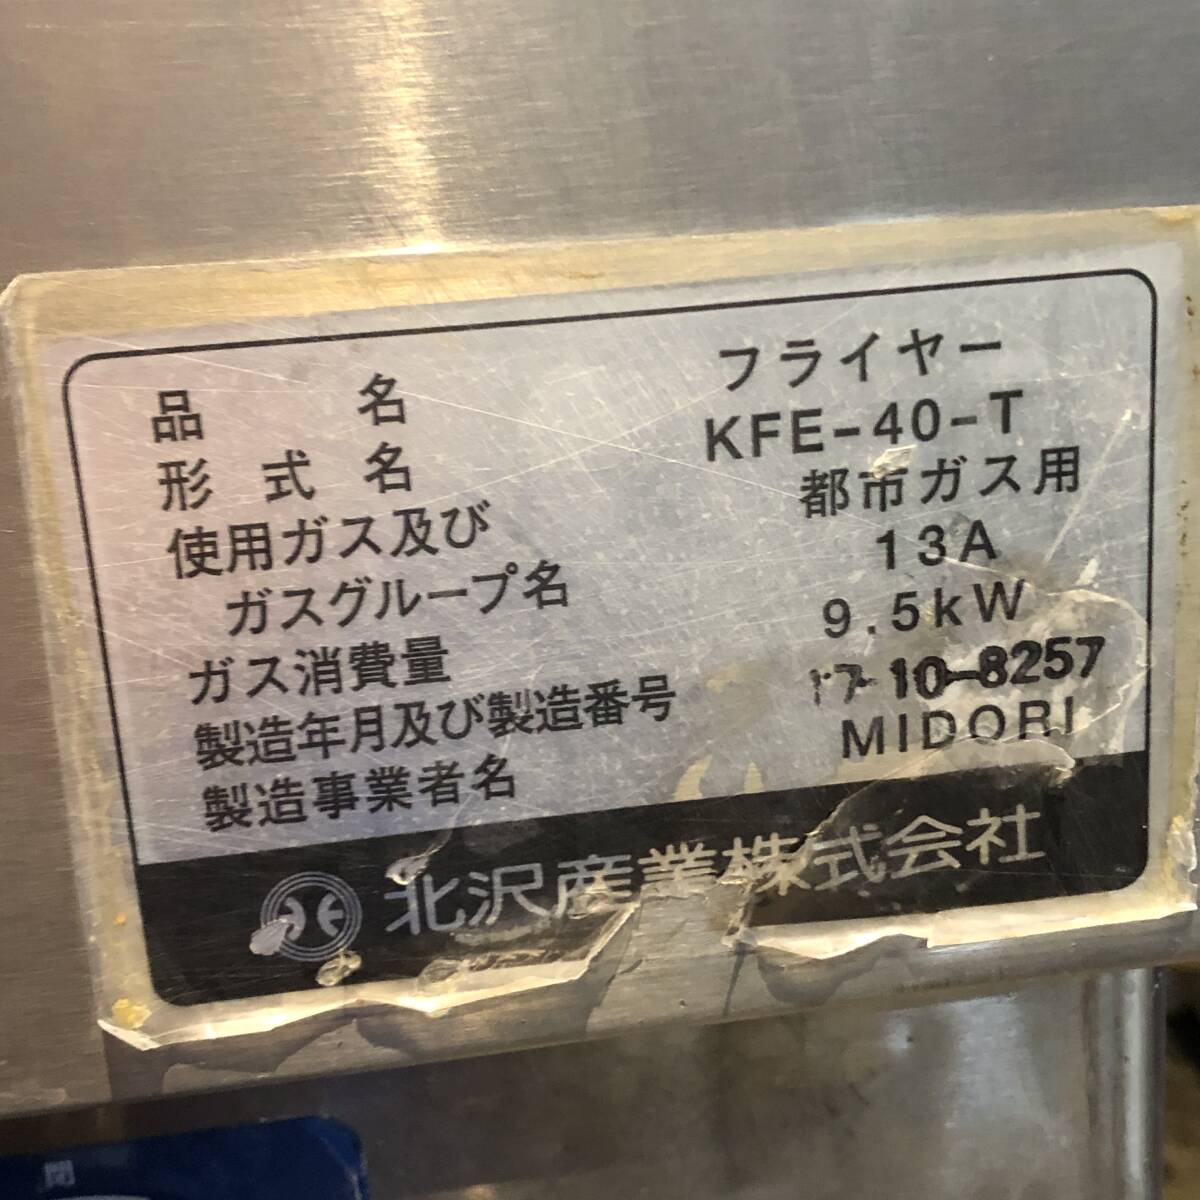 品名 フライヤー
形式名 KFE-40-T
使用ガス及び 都市ガス用
ガスグループ名 13A
ガス消費量 9.5kW
製造年月及び製造番号 17-10-8257
製造事業者名 MIDORI
北沢産業株式会社
閉